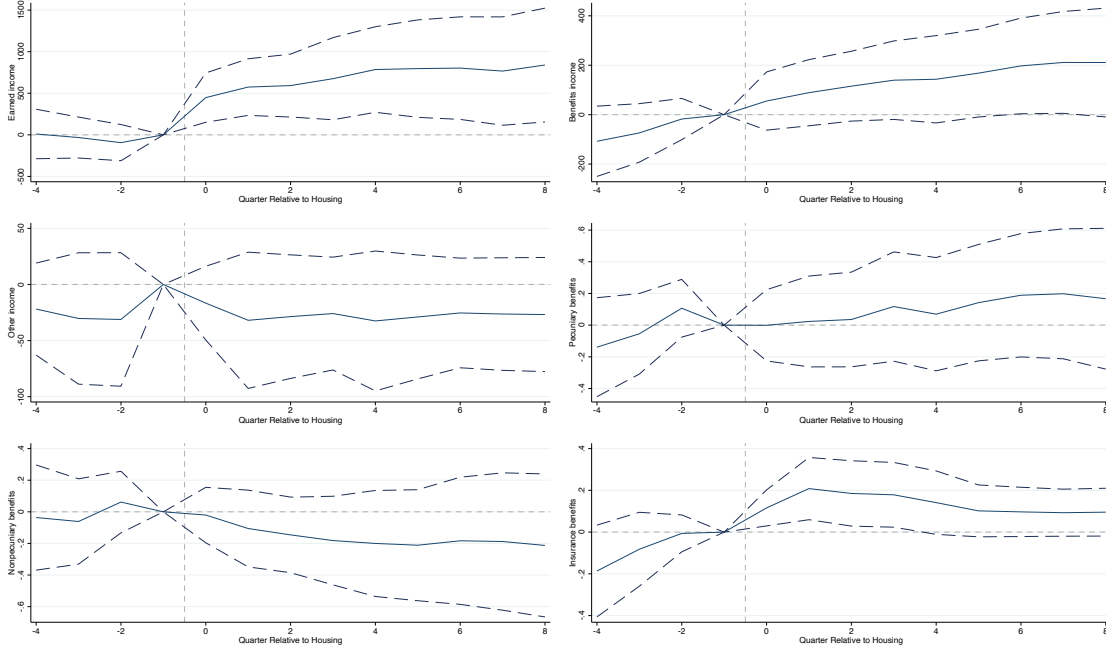 Earned income
1500
1000
500
0
-500
-4 -2 0 2 4 6 8
Quarter Relative to Housing
Benefits income
400
200
0
-200
-4 -2 0 2 4 6 8
Quarter Relative to Housing
Other income
50
0
-50
-100
-4 -2 0 2 4 6 8
Quarter Relative to Housing
Pecuniary benefits
.6
.4
.2
0
-.2
-.4
-4 -2 0 2 4 6 8
Quarter Relative to Housing
Nonpecuniary benefits
.4
.2
0
-.2
-.4
-.6
-4 -2 0 2 4 6 8
Quarter Relative to Housing
Insurance benefits
.4
.2
0
-.2
-.4
-4 -2 0 2 4 6 8
Quarter Relative to Housing